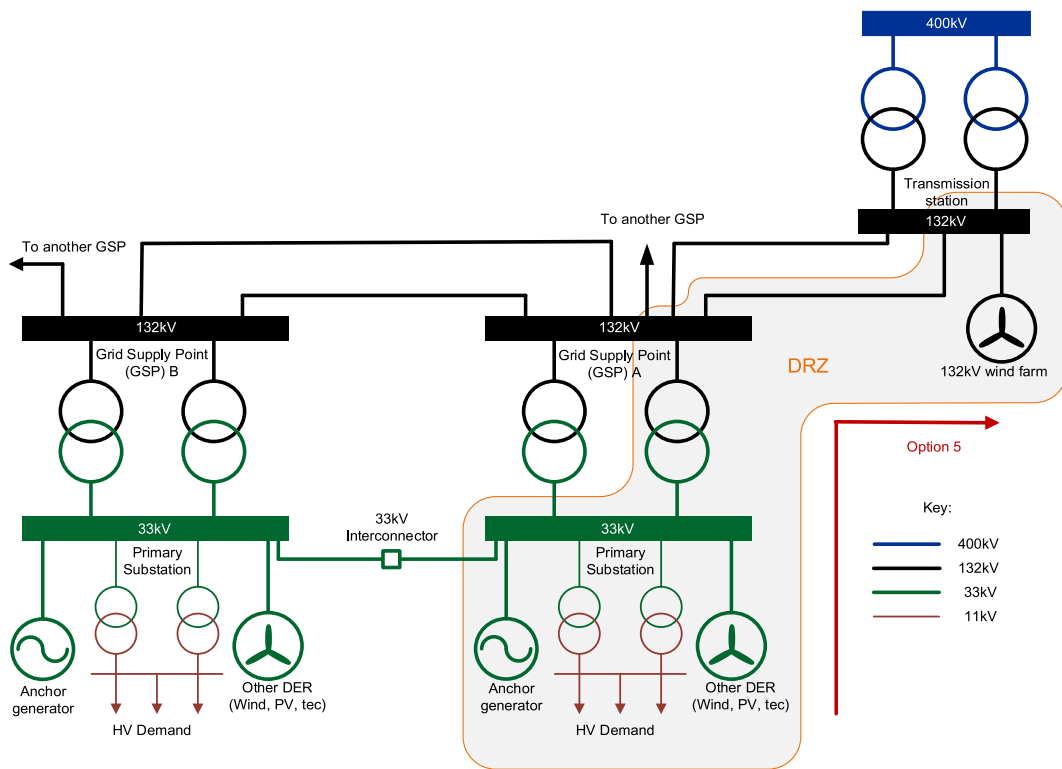 400kV
Transmission
station
132kV
To another GSP
To another GSP
132kV
132kV
Grid Supply Point
(GSP) B
Grid Supply Point
(GSP) A
DRZ
132kV wind farm
Option 5
33kV
Interconnector
33kV
33kV
Primary
Substation
Primary
Substation
Key:
400kV
132kV
33kV
11kV
Anchor
generator
Other DER
(Wind, PV, tec)
HV Demand
Anchor
generator
Other DER
(Wind, PV, tec)
HV Demand